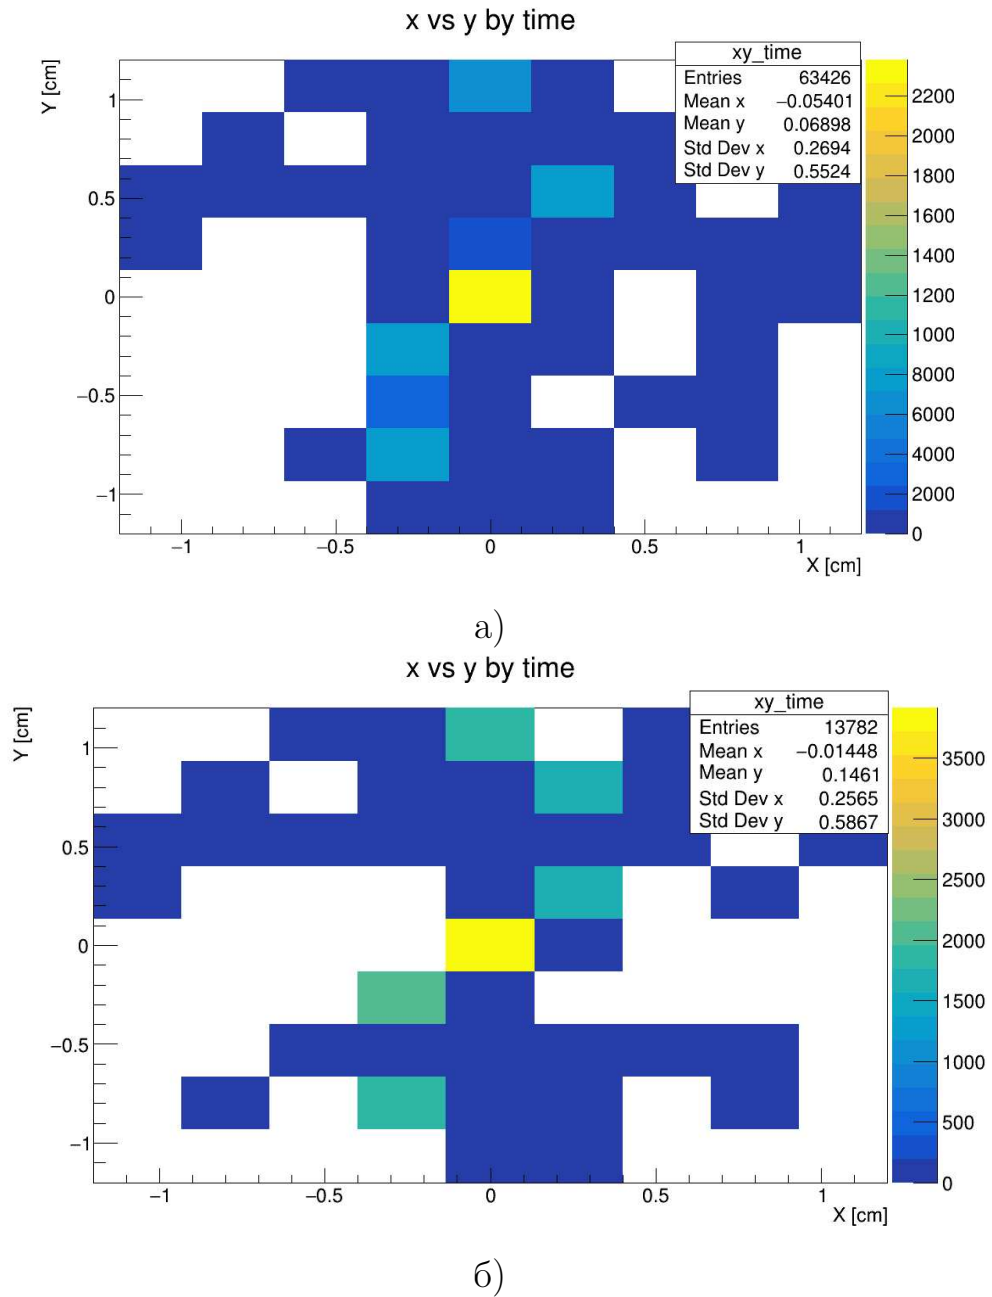 x vs y by time
Y [cm]
xy_time
Entries 63426
Mean x −0.05401
Mean y 0.06898
Std Dev x 0.2694
Std Dev y 0.5524
1
0.5
0
−0.5
−1
−1 −0.5 0 0.5 1
X [cm]
2200
2000
1800
1600
1400
1200
1000
8000
6000
4000
2000
0
а)
x vs y by time
Y [cm]
xy_time
Entries 13782
Mean x −0.01448
Mean y 0.1461
Std Dev x 0.2565
Std Dev y 0.5867
1
0.5
0
−0.5
−1
−1 −0.5 0 0.5 1
X [cm]
3500
3000
2500
2000
1500
1000
500
0
б)